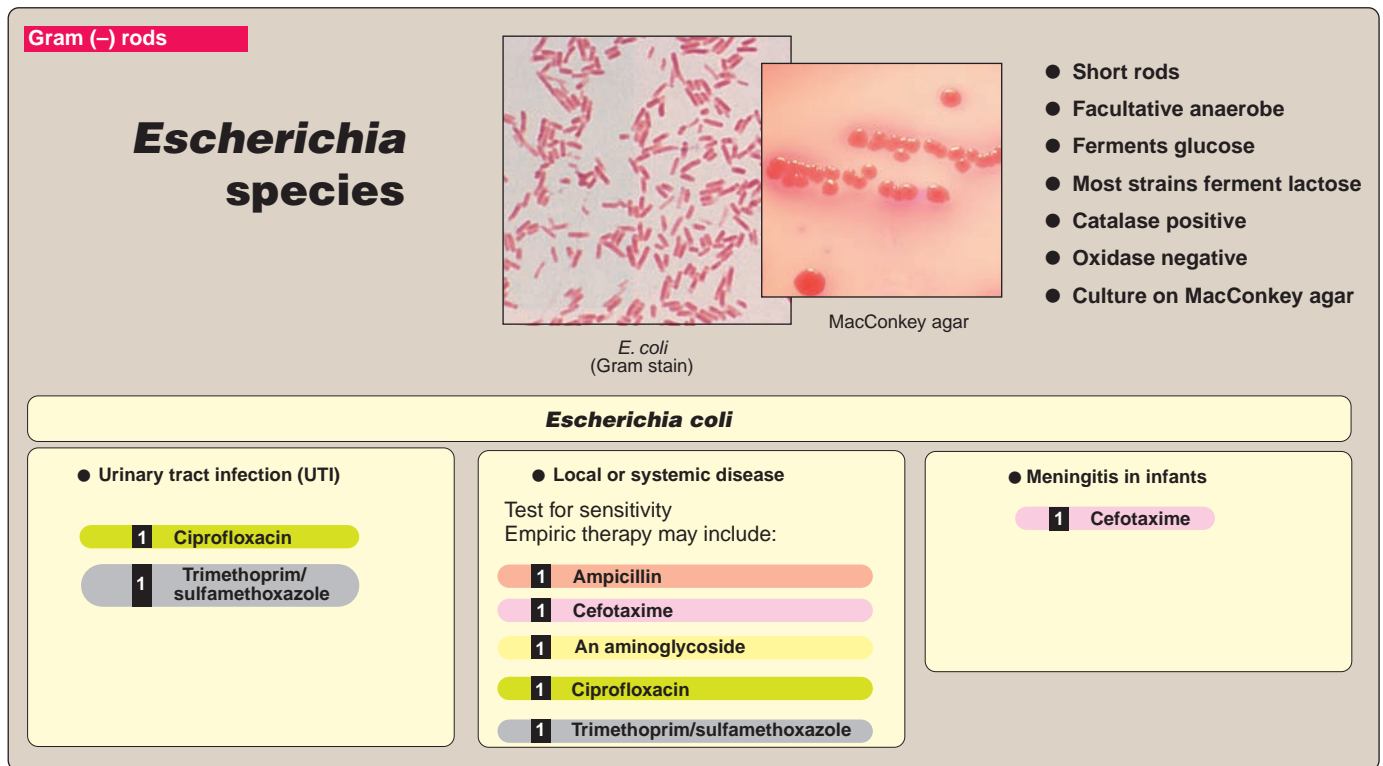 Gram (–) rods
Escherichia
species
● Short rods
● Facultative anaerobe
● Ferments glucose
● Most strains ferment lactose
● Catalase positive
● Oxidase negative
● Culture on MacConkey agar
MacConkey agar
E. coli
(Gram stain)
Escherichia coli
● Urinary tract infection (UTI)
1 Ciprofloxacin
1 Trimethoprim/
sulfamethoxazole
● Local or systemic disease
Test for sensitivity
Empiric therapy may include:
1 Ampicillin
1 Cefotaxime
1 An aminoglycoside
1 Ciprofloxacin
1 Trimethoprim/sulfamethoxazole
● Meningitis in infants
1 Cefotaxime